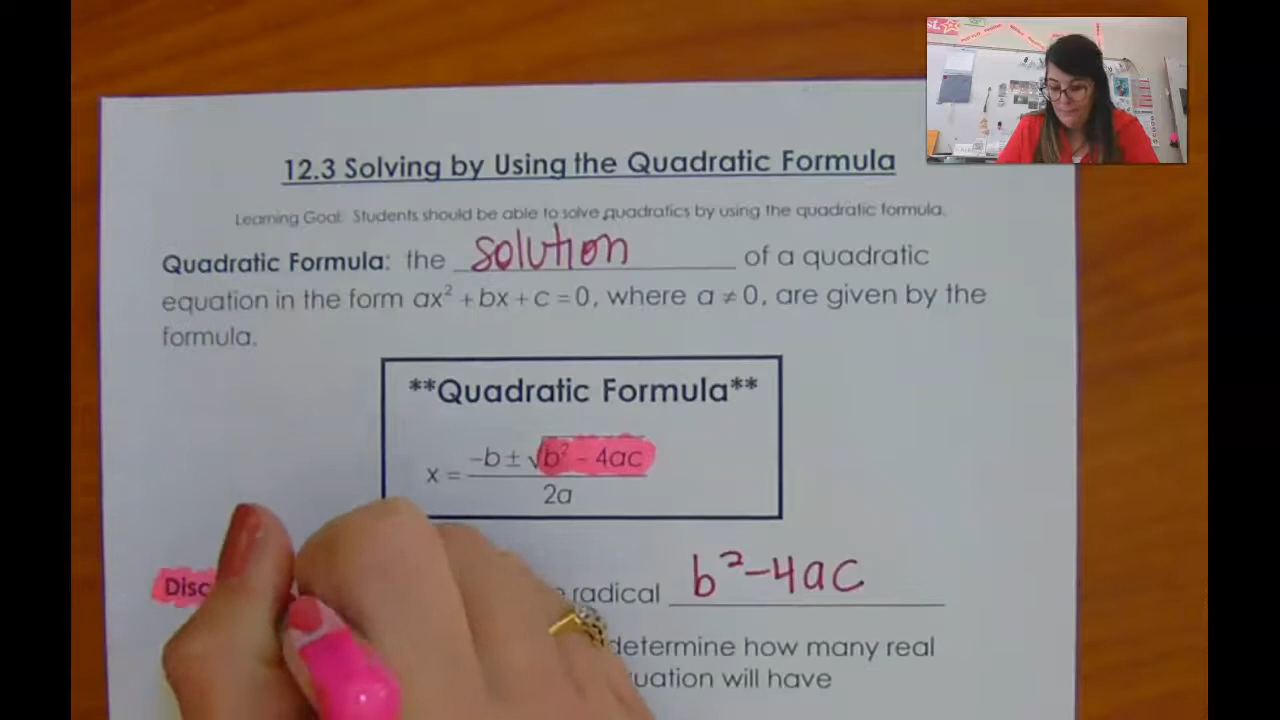 12.3 Solving by Using the Quadratic Formula
Learning Goal: Students should be able to solve quadratics by using the quadratic formula.
Quadratic Formula: the solution of a quadratic
equation in the form ax² + bx + c = 0, where a ≠ 0, are given by the
formula.
**Quadratic Formula**
x = −b ± √b² − 4ac / 2a
radical b²−4ac
determine how many real
will have